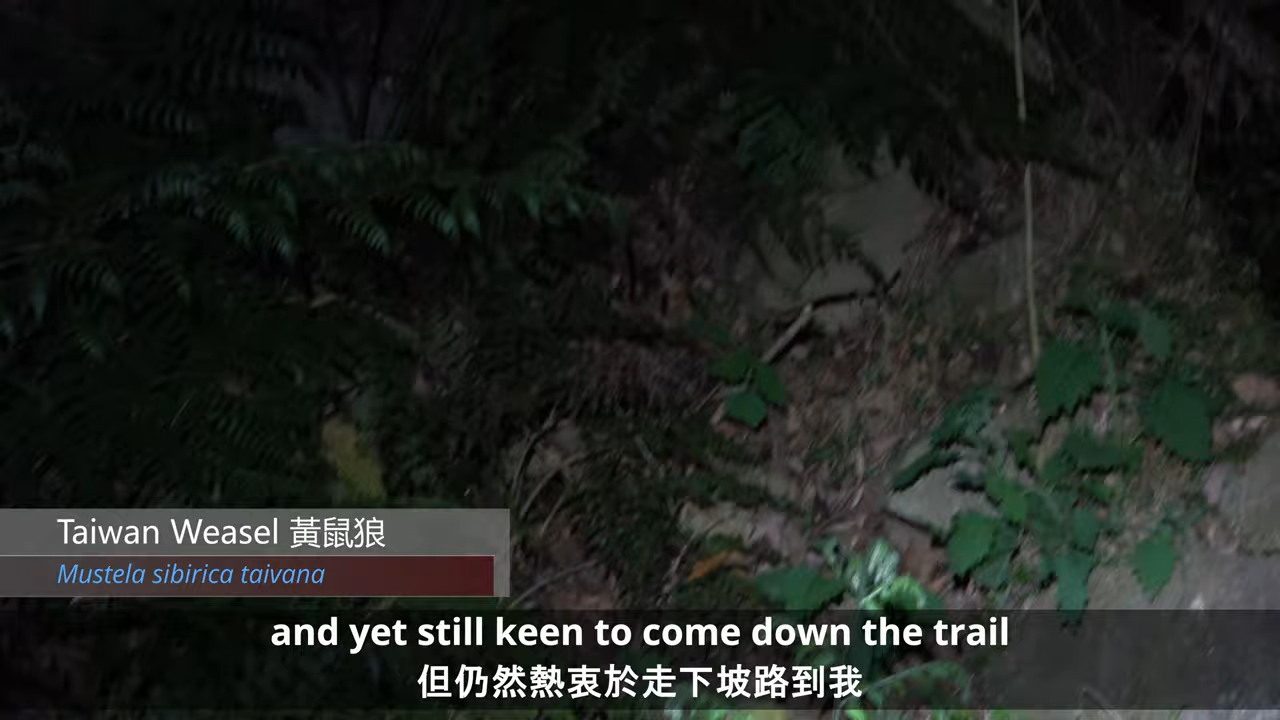 Taiwan Weasel 黃鼠狼
Mustela sibirica taivana
and yet still keen to come down the trail
但仍然熱衷於走下坡路到我